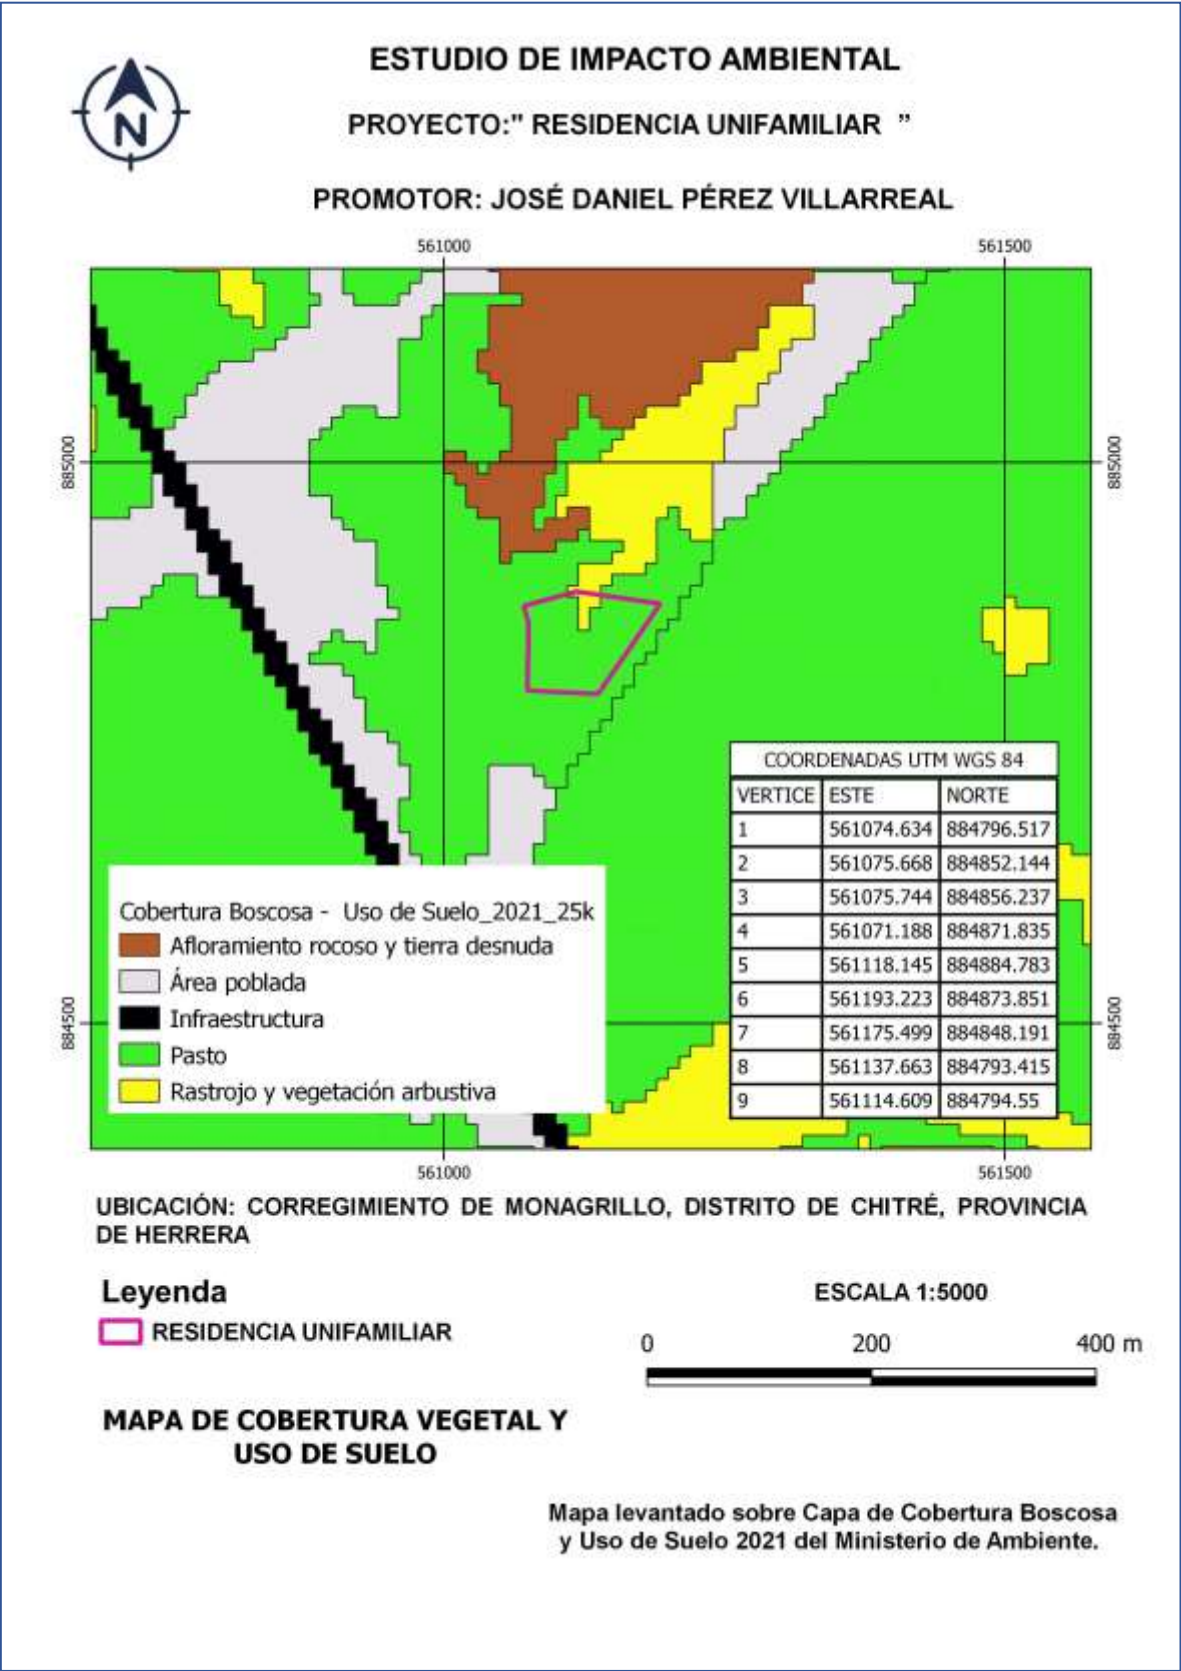 ESTUDIO DE IMPACTO AMBIENTAL
N
PROYECTO:" RESIDENCIA UNIFAMILIAR ”
PROMOTOR: JOSÉ DANIEL PÉREZ VILLARREAL
561000 561500
885000 885000
COORDENADAS UTM WGS 84
VERTICE ESTE NORTE
1 561074.634 884796.517
2 561075.668 884852.144
3 561075.744 884856.237
4 561071.188 884871.835
5 561118.145 884884.783
6 561193.223 884873.851
7 561175.499 884848.191
8 561137.663 884793.415
9 561114.609 884794.55
Cobertura Boscosa - Uso de Suelo_2021_25k
Afloramiento rocoso y tierra desnuda
Área poblada
Infraestructura
Pasto
Rastrojo y vegetación arbustiva
884500 884500
561000 561500
UBICACIÓN: CORREGIMIENTO DE MONAGRILLO, DISTRITO DE CHITRÉ, PROVINCIA
DE HERRERA
Leyenda
RESIDENCIA UNIFAMILIAR
ESCALA 1:5000
0 200 400 m
MAPA DE COBERTURA VEGETAL Y
USO DE SUELO
Mapa levantado sobre Capa de Cobertura Boscosa
y Uso de Suelo 2021 del Ministerio de Ambiente.